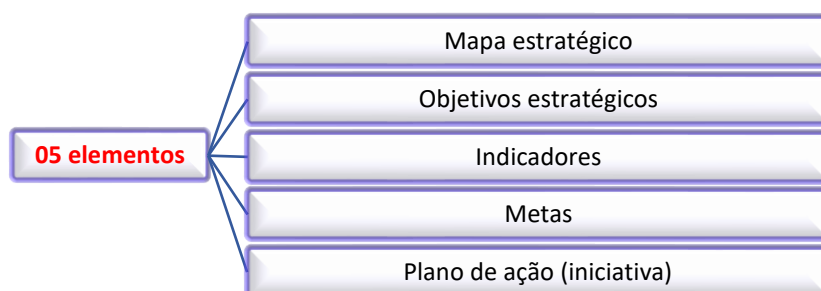 Mapa estratégico
Objetivos estratégicos
05 elementos
Indicadores
Metas
Plano de ação (iniciativa)